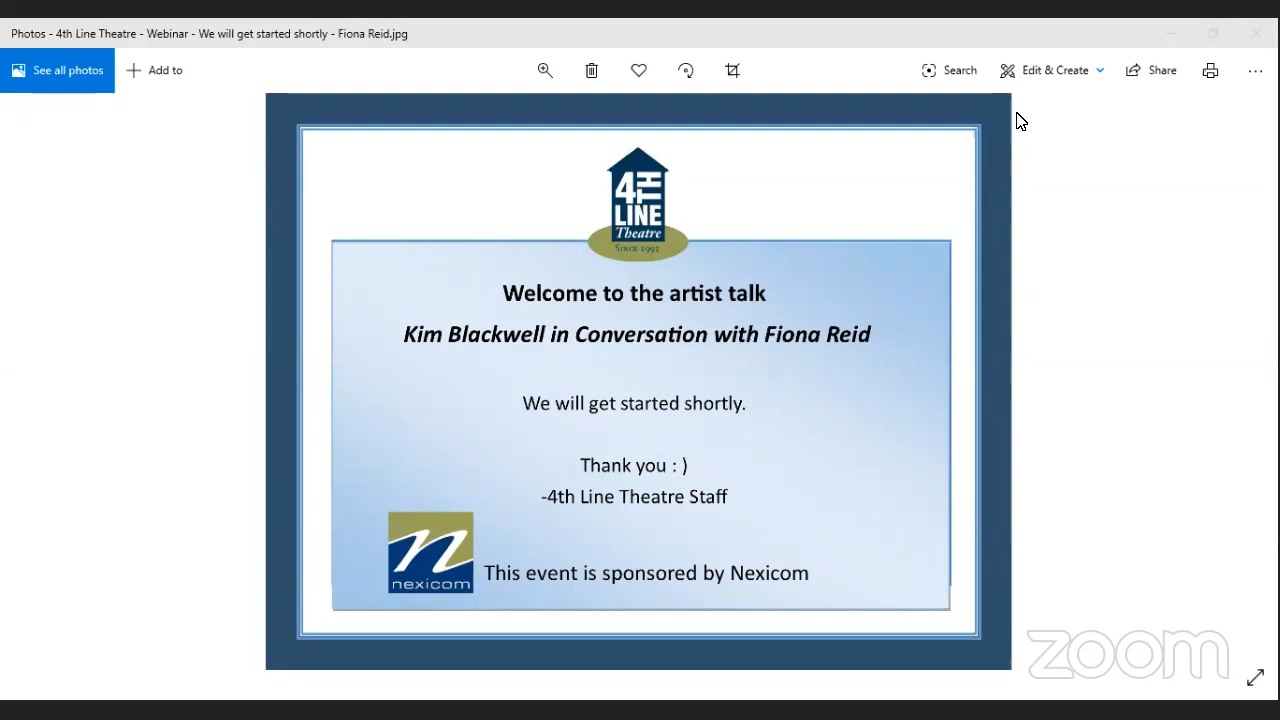 Photos - 4th Line Theatre - Webinar - We will get started shortly - Fiona Reid.jpg
See all photos
Add to
Search
Edit & Create
Share
4TH
LINE
Theatre
SINCE 1992
Welcome to the artist talk
Kim Blackwell in Conversation with Fiona Reid
We will get started shortly.
Thank you : )
-4th Line Theatre Staff
n
nexicom
This event is sponsored by Nexicom
zoom